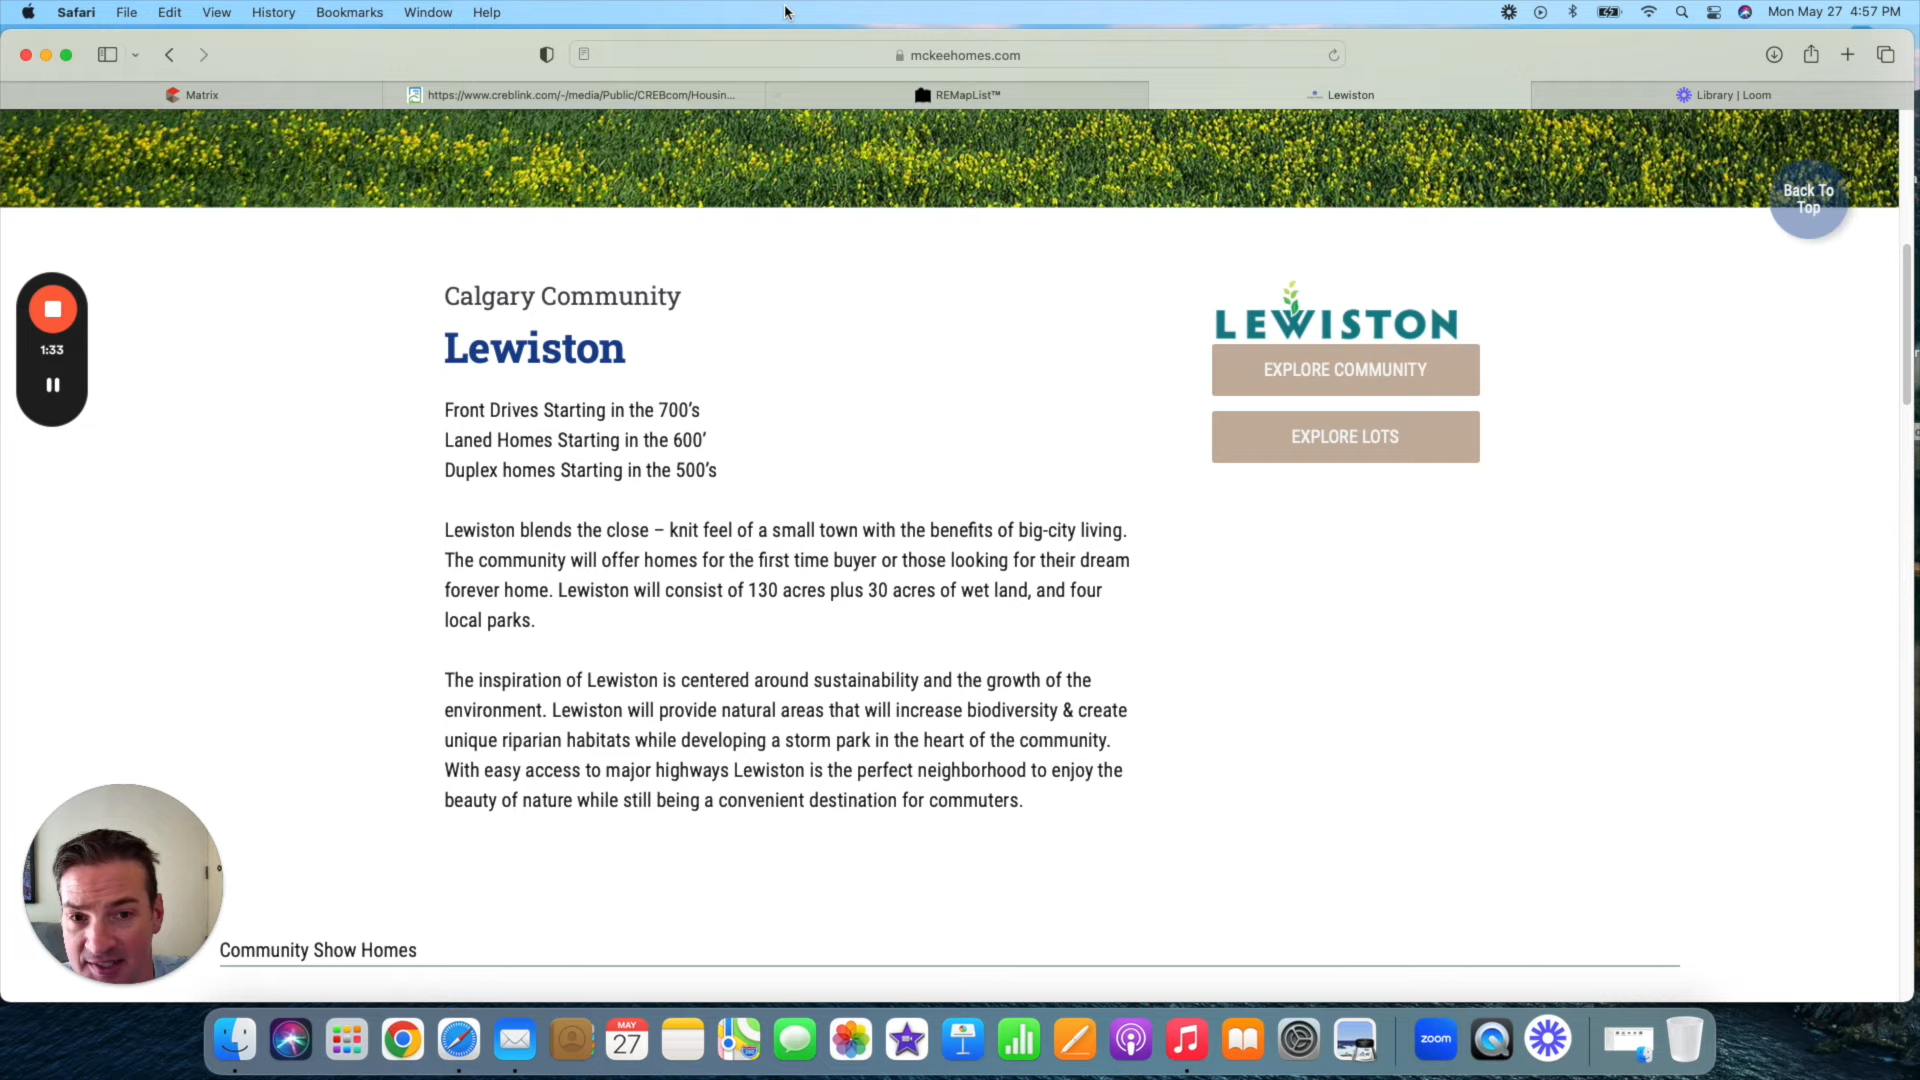 Safari File Edit View History Bookmarks Window Help Mon May 27 4:57 PM
mckeehomes.com
Matrix https://www.creblink.com/-/media/Public/CREBcom/Housin... REMapList™ Lewiston Library | Loom
Back To
Top
Calgary Community
Lewiston
Front Drives Starting in the 700's
Laned Homes Starting in the 600'
Duplex homes Starting in the 500's
Lewiston blends the close – knit feel of a small town with the benefits of big-city living.
The community will offer homes for the first time buyer or those looking for their dream
forever home. Lewiston will consist of 130 acres plus 30 acres of wet land, and four
local parks.
The inspiration of Lewiston is centered around sustainability and the growth of the
environment. Lewiston will provide natural areas that will increase biodiversity & create
unique riparian habitats while developing a storm park in the heart of the community.
With easy access to major highways Lewiston is the perfect neighborhood to enjoy the
beauty of nature while still being a convenient destination for commuters.
LEWISTON
EXPLORE COMMUNITY
EXPLORE LOTS
1:33
Community Show Homes
MAY
27
zoom